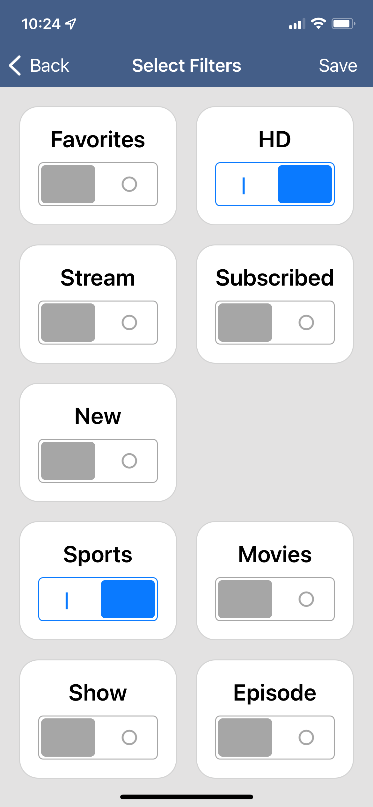 10:24
Back Select Filters Save
Favorites HD
Stream Subscribed
New
Sports Movies
Show Episode